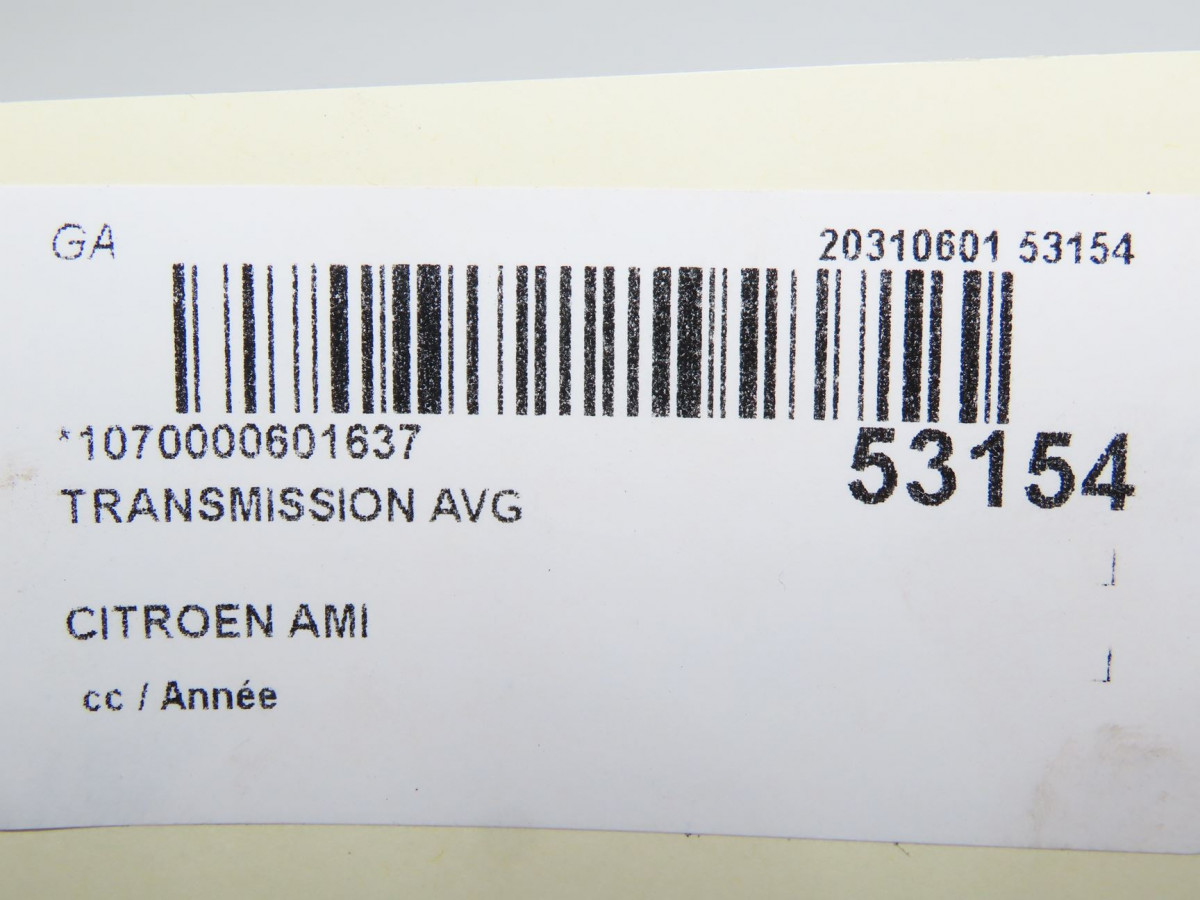 GA
20310601 53154
*1070000601637
53154
TRANSMISSION AVG
CITROEN AMI
cc / Année